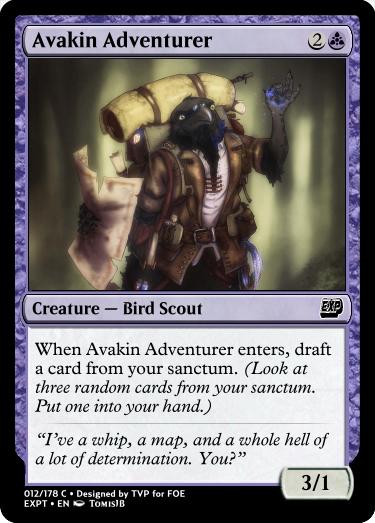 Avakin Adventurer 2
Creature — Bird Scout EXP
When Avakin Adventurer enters, draft
a card from your sanctum. (Look at
three random cards from your sanctum.
Put one into your hand.)
“I’ve a whip, a map, and a whole hell of
a lot of determination. You?”
3/1
012/178 C • Designed by TVP for FOE
EXPT • EN TomisJB